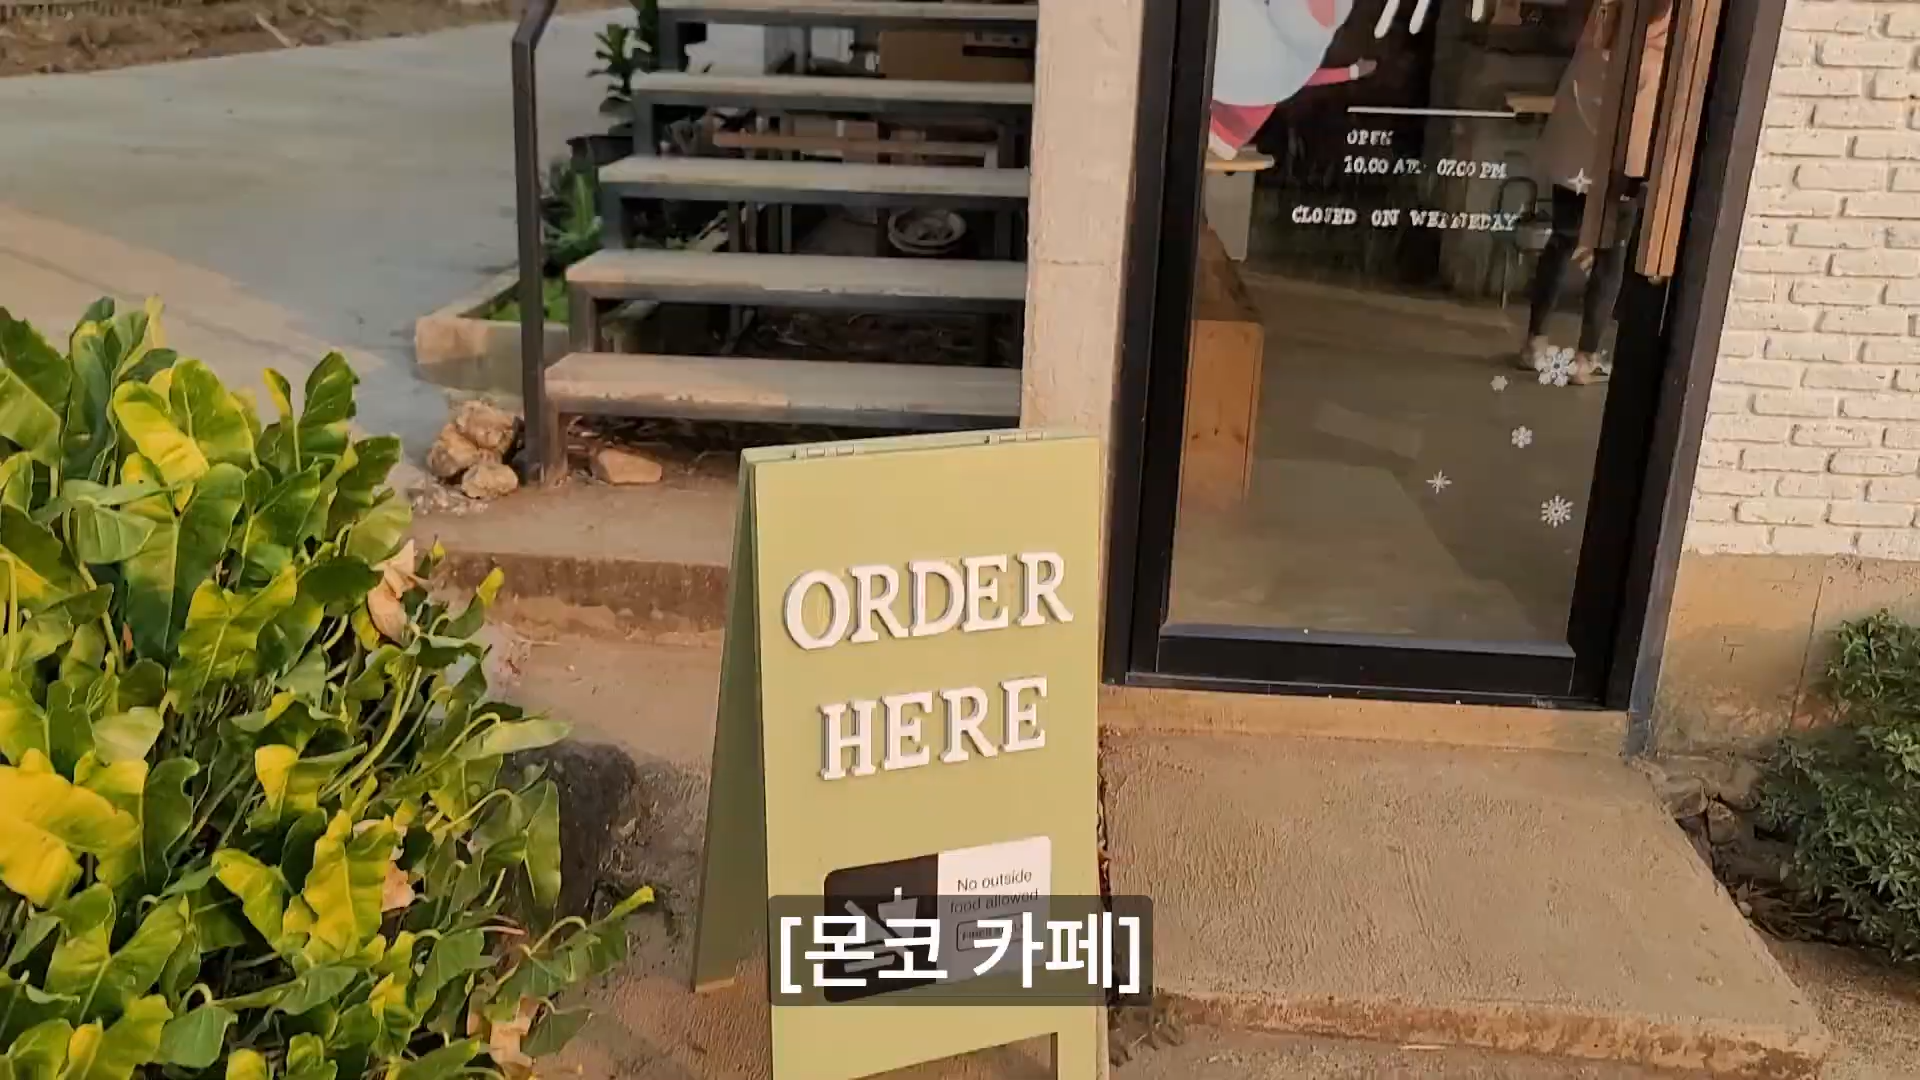 OPEN
10.00 AM - 07.00 PM
CLOSED ON WEDNESDAY
ORDER
HERE
No outside
food allowed
[몬코 카페]